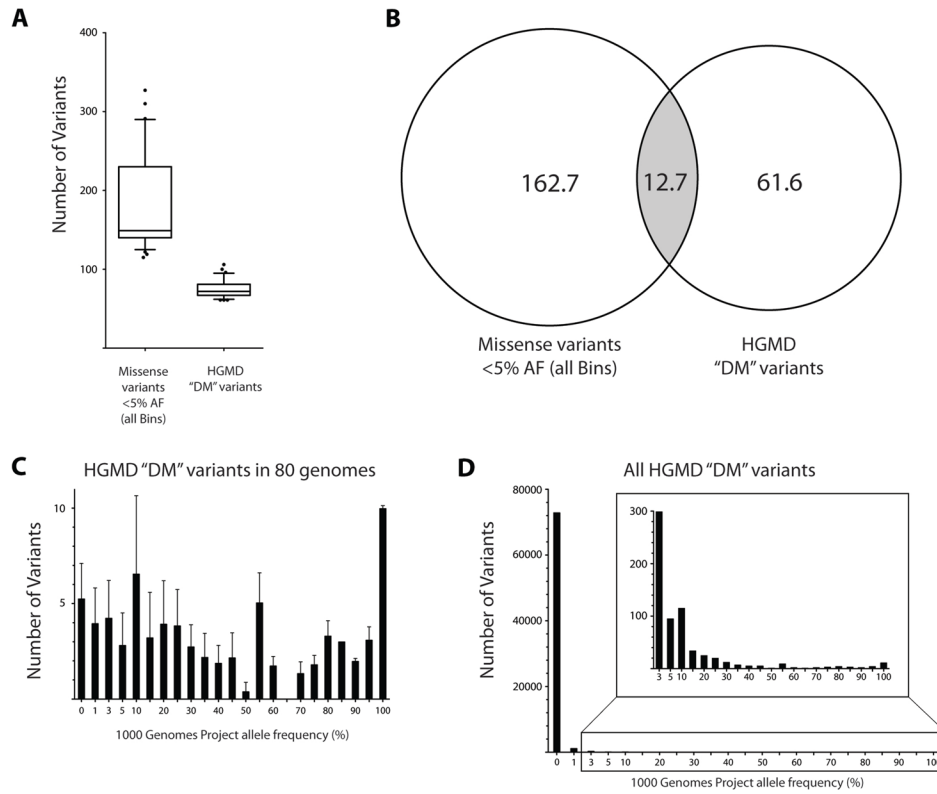 A
Number of Variants
400
300
200
100
Missense
variants
<5% AF
(all Bins)
HGMD
“DM” variants
B
162.7
12.7
61.6
Missense variants
<5% AF (all Bins)
HGMD
“DM” variants
C
HGMD “DM” variants in 80 genomes
Number of Variants
10
5
0 1 3 5 10 20 30 40 50 60 70 80 90 100
1000 Genomes Project allele frequency (%)
D
All HGMD “DM” variants
Number of Variants
80000
60000
40000
20000
0
300
200
100
3 5 10 20 30 40 50 60 70 80 90 100
0 1 3 5 10 20 30 40 50 60 70 80 90 100
1000 Genomes Project allele frequency (%)